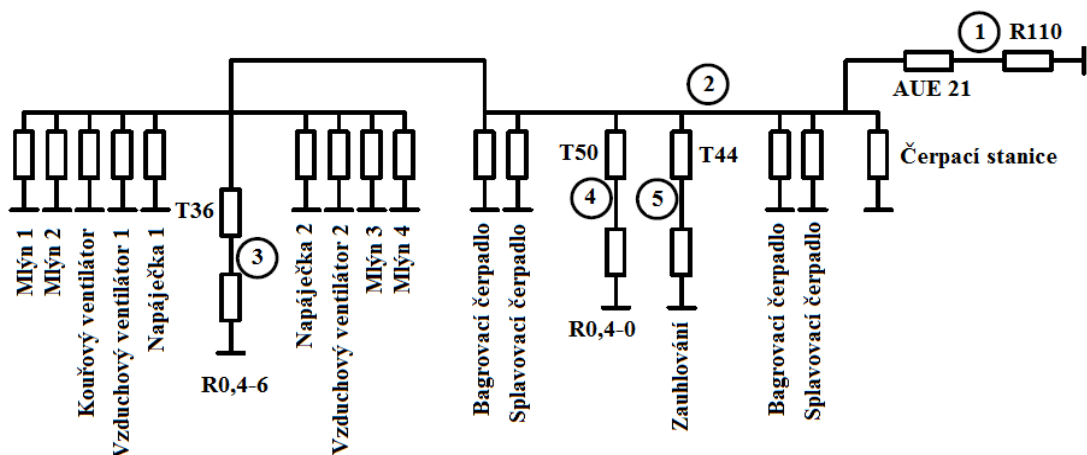 1
R110
AUE 21
2
T50
T44
Čerpací stanice
4
5
T36
3
Mlýn 1
Mlýn 2
Kouřový ventilátor
Vzduchový ventilátor 1
Napáječka 1
R0,4-6
Napáječka 2
Vzduchový ventilátor 2
Mlýn 3
Mlýn 4
Bagrovací čerpadlo
Splavovací čerpadlo
R0,4-0
Zauhlování
Bagrovací čerpadlo
Splavovací čerpadlo